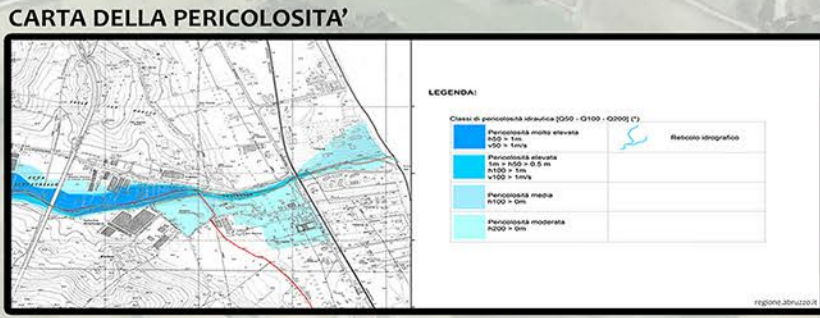 CARTA DELLA PERICOLOSITA'
LEGENDA:
Classi di pericolosità idraulica [Q50 - Q100 - Q200] (*)
Pericolosità molto elevata
h50 > 1m
v50 > 1m/s
Reticolo idrografico
Pericolosità elevata
1m > h50 > 0.5 m
h100 > 1m
v100 > 1m/s
Pericolosità media
h100 > 0m
Pericolosità moderata
h200 > 0m
regione.abruzzo.it